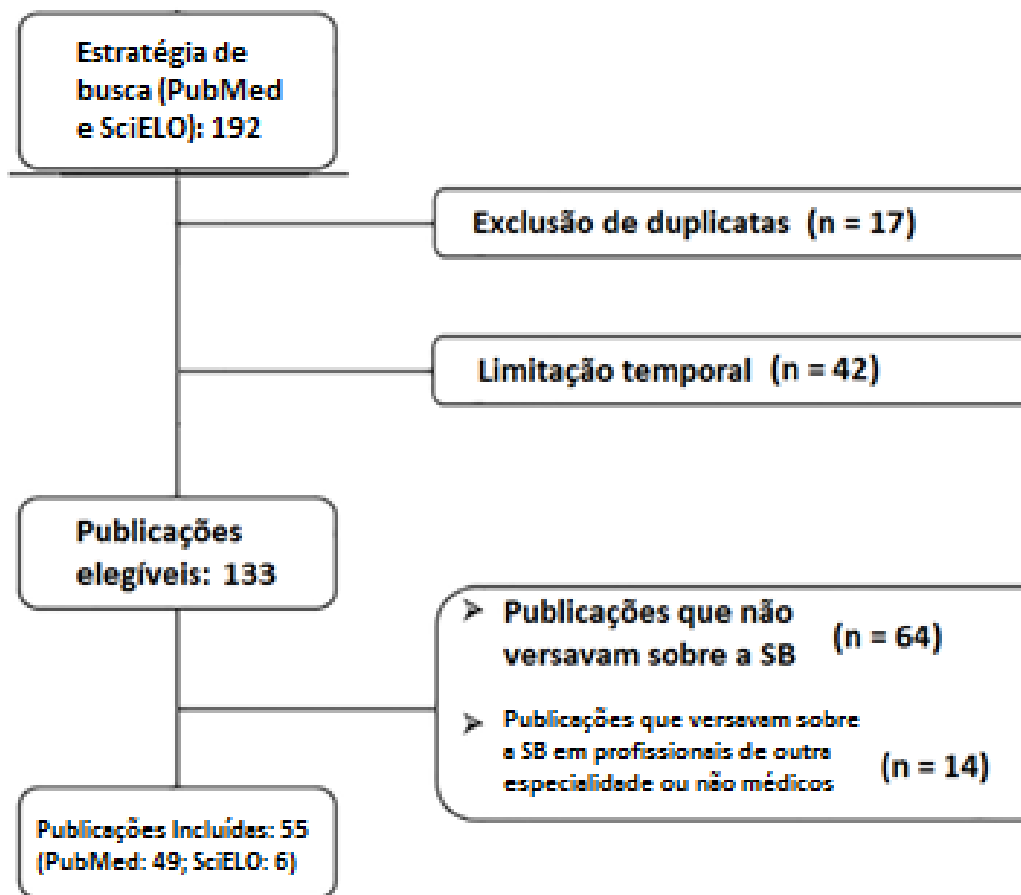 Estratégia de
busca (PubMed
e SciELO): 192
Exclusão de duplicatas (n = 17)
Limitação temporal (n = 42)
Publicações
elegíveis: 133
➤ Publicações que não
versavam sobre a SB (n = 64)
➤ Publicações que versavam sobre
a SB em profissionais de outra
especialidade ou não médicos (n = 14)
Publicações Incluídas: 55
(PubMed: 49; SciELO: 6)